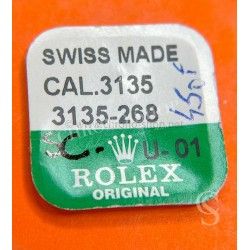 SWISS MADE
CAL.3135
3135-268
C- U-01
ROLEX
ORIGINAL